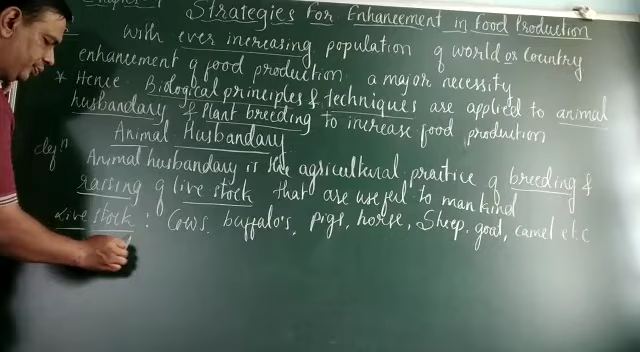 Chapter - 1
Strategies For Enhancement in Food Production
With ever increasing population of world or Country
enhancement of food production a major necessity
* Hence Biological principles & techniques are applied to animal
husbandary & Plant breeding to increase food production
Animal Husbandary
def'n Animal husbandary is the agricultural practice of breeding &
raising of live stock that are useful to mankind
Live stock : Cows, buffalo's, Pigs, horse, Sheep, goat, camel etc